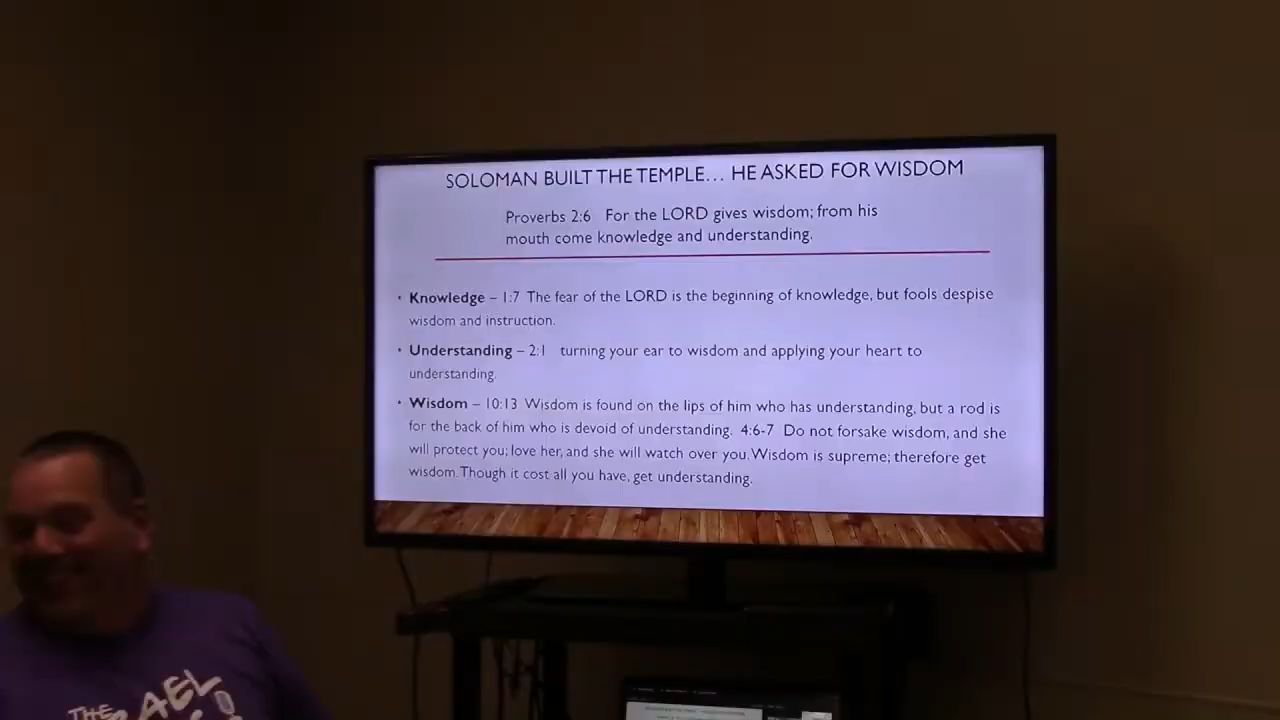 SOLOMAN BUILT THE TEMPLE... HE ASKED FOR WISDOM
Proverbs 2:6 For the LORD gives wisdom; from his
mouth come knowledge and understanding.
• Knowledge – 1:7 The fear of the LORD is the beginning of knowledge, but fools despise
wisdom and instruction.
• Understanding – 2:1 turning your ear to wisdom and applying your heart to
understanding.
• Wisdom – 10:13 Wisdom is found on the lips of him who has understanding, but a rod is
for the back of him who is devoid of understanding. 4:6-7 Do not forsake wisdom, and she
will protect you; love her, and she will watch over you. Wisdom is supreme; therefore get
wisdom. Though it cost all you have, get understanding.
THE